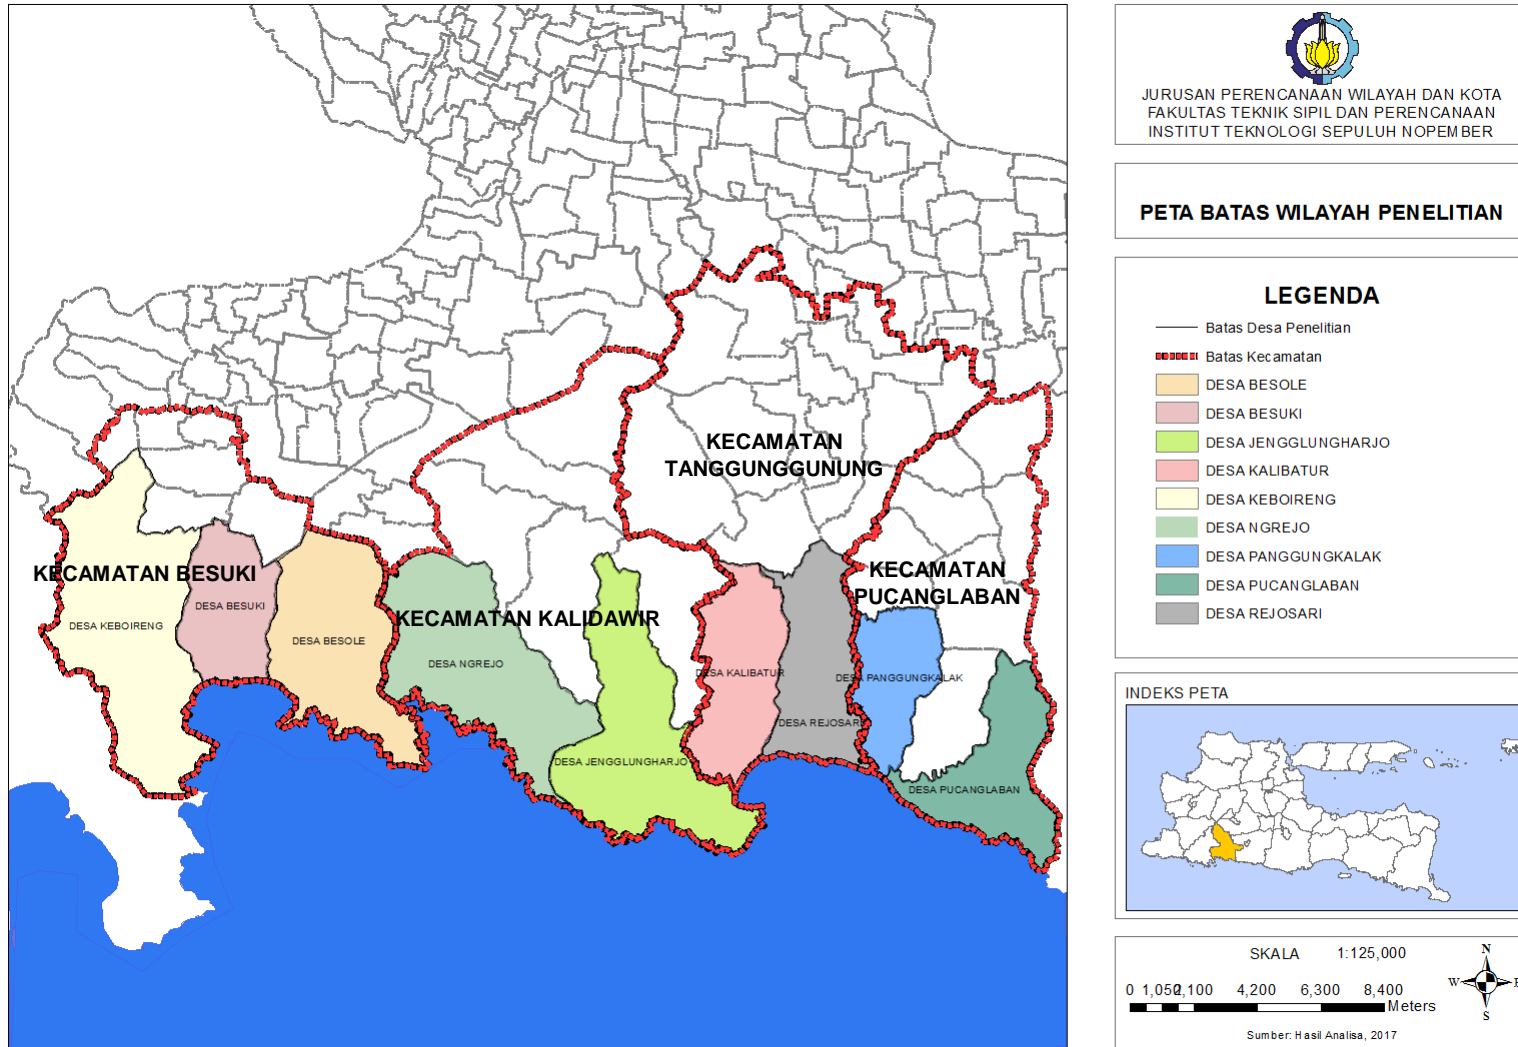 KECAMATAN
TANGGUNGGUNUNG
KECAMATAN BESUKI
KECAMATAN
PUCANGLABAN
KECAMATAN KALIDAWIR
DESA BESUKI
DESA KEBOIRENG
DESA BESOLE
DESA NGREJO
DESA KALIBATUR
DESA PANGGUNGKALAK
DESA REJOSARI
DESA JENGGLUNGHARJO
DESA PUCANGLABAN
JURUSAN PERENCANAAN WILAYAH DAN KOTA
FAKULTAS TEKNIK SIPIL DAN PERENCANAAN
INSTITUT TEKNOLOGI SEPULUH NOPEMBER
PETA BATAS WILAYAH PENELITIAN
LEGENDA
Batas Desa Penelitian
Batas Kecamatan
DESA BESOLE
DESA BESUKI
DESA JENGGLUNGHARJO
DESA KALIBATUR
DESA KEBOIRENG
DESA NGREJO
DESA PANGGUNGKALAK
DESA PUCANGLABAN
DESA REJOSARI
INDEKS PETA
SKALA 1:125,000
N
W E
S
0 1,050 2,100 4,200 6,300 8,400
Meters
Sumber: Hasil Analisa, 2017